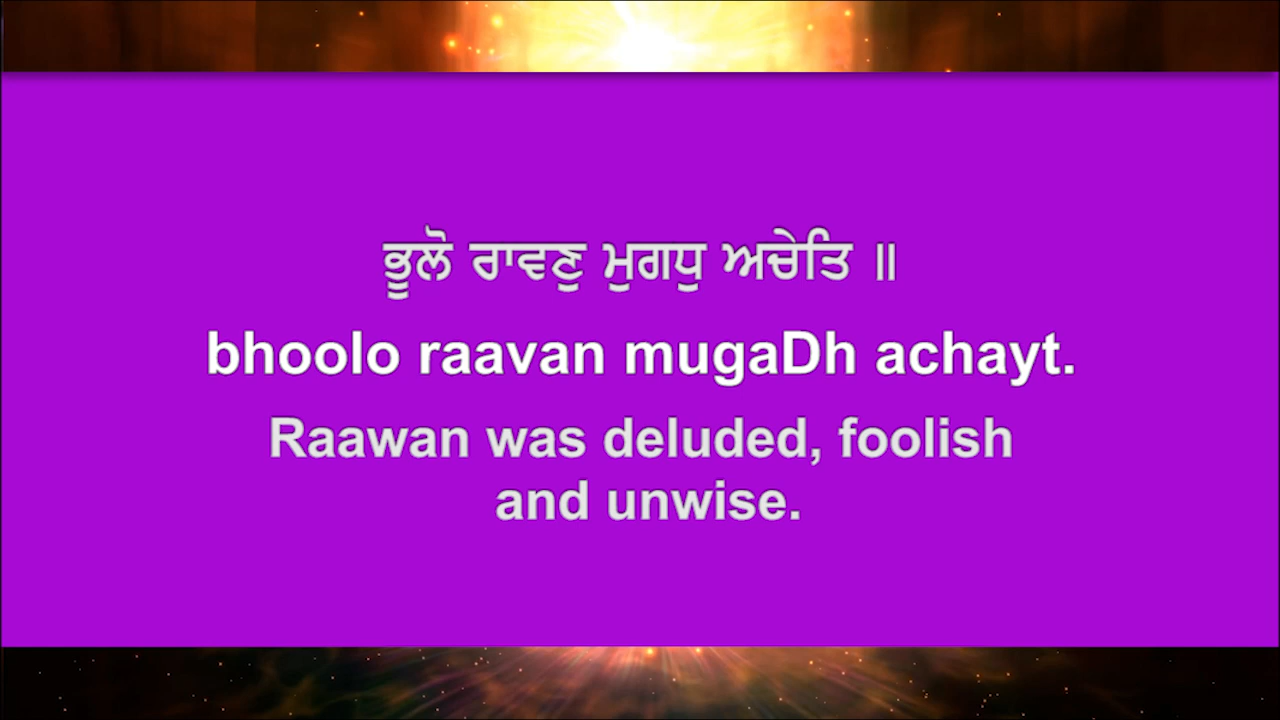 ਭੂਲੋ ਰਾਵਣੁ ਮੁਗਧੁ ਅਚੇਤਿ ॥
bhoolo raavan mugaDh achayt.
Raawan was deluded, foolish
and unwise.